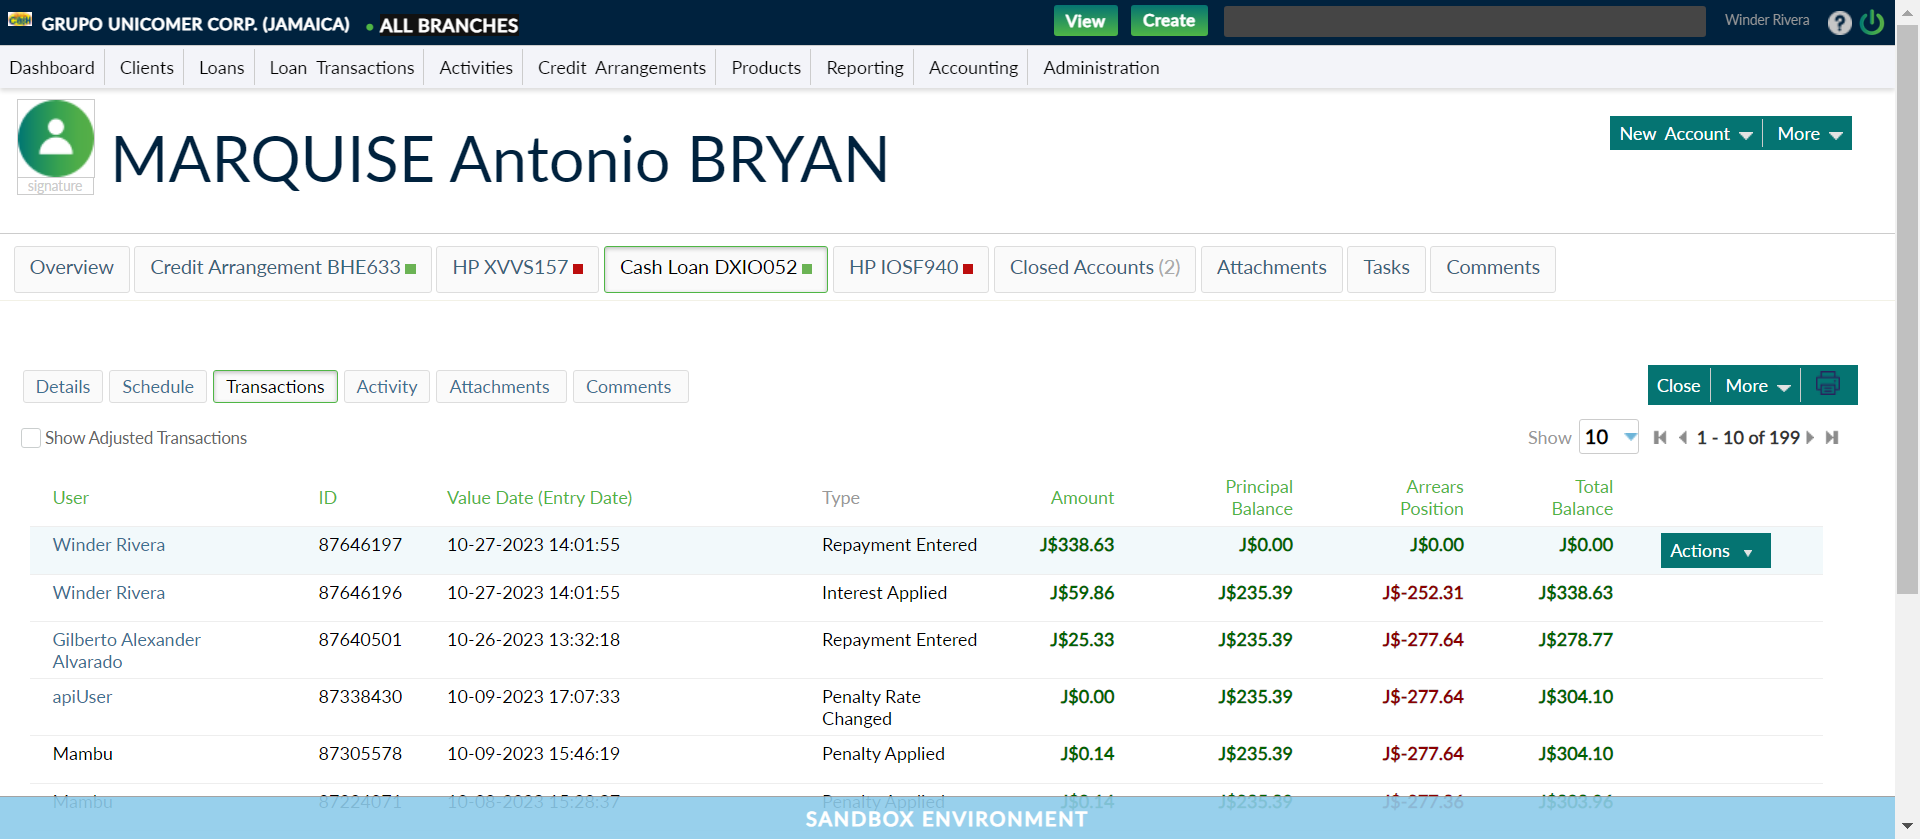 Cash GRUPO UNICOMER CORP. (JAMAICA) ALL BRANCHES View Create Winder Rivera ?
Dashboard Clients Loans Loan Transactions Activities Credit Arrangements Products Reporting Accounting Administration
signature
MARQUISE Antonio BRYAN
New Account More
Overview Credit Arrangement BHE633 HP XVVS157 Cash Loan DXIO052 HP IOSF940 Closed Accounts (2) Attachments Tasks Comments
Details Schedule Transactions Activity Attachments Comments Close More
Show Adjusted Transactions Show 10 1 - 10 of 199
User ID Value Date (Entry Date) Type Amount Principal Balance Arrears Position Total Balance
Winder Rivera 87646197 10-27-2023 14:01:55 Repayment Entered J$338.63 J$0.00 J$0.00 J$0.00 Actions
Winder Rivera 87646196 10-27-2023 14:01:55 Interest Applied J$59.86 J$235.39 J$-252.31 J$338.63
Gilberto Alexander Alvarado 87640501 10-26-2023 13:32:18 Repayment Entered J$25.33 J$235.39 J$-277.64 J$278.77
apiUser 87338430 10-09-2023 17:07:33 Penalty Rate Changed J$0.00 J$235.39 J$-277.64 J$304.10
Mambu 87305578 10-09-2023 15:46:19 Penalty Applied J$0.14 J$235.39 J$-277.64 J$304.10
Mambu 87224071 10-08-2023 15:28:37 Penalty Applied J$0.14 J$235.39 J$-277.36 J$303.96
SANDBOX ENVIRONMENT